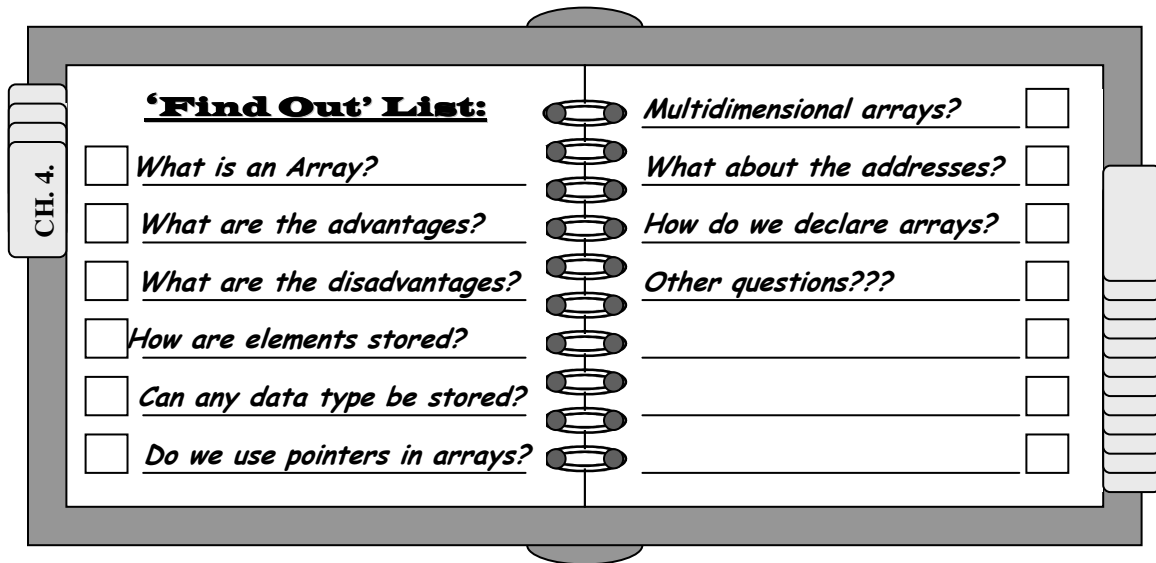 ‘Find Out’ List:
What is an Array?
What are the advantages?
What are the disadvantages?
How are elements stored?
Can any data type be stored?
Do we use pointers in arrays?
Multidimensional arrays?
What about the addresses?
How do we declare arrays?
Other questions???
CH. 4.